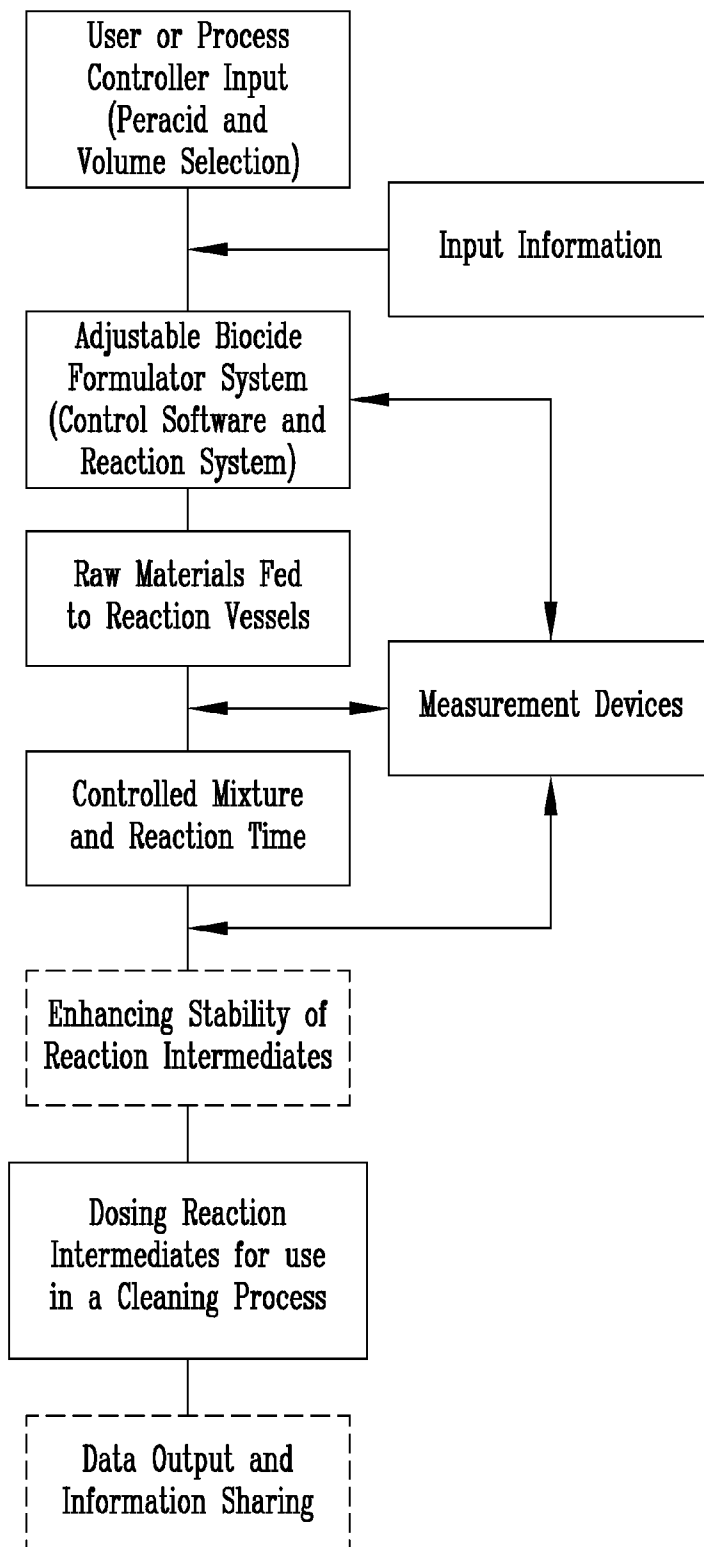 User or Process
Controller Input
(Peracid and
Volume Selection)
Input Information
Adjustable Biocide
Formulator System
(Control Software and
Reaction System)
Raw Materials Fed
to Reaction Vessels
Measurement Devices
Controlled Mixture
and Reaction Time
Enhancing Stability of
Reaction Intermediates
Dosing Reaction
Intermediates for use
in a Cleaning Process
Data Output and
Information Sharing